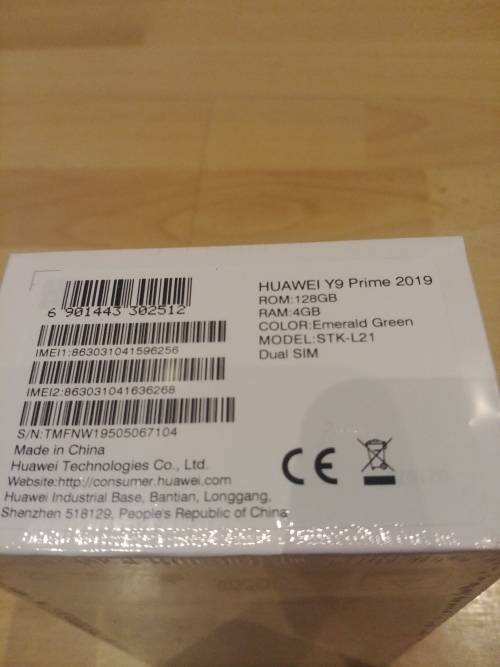 HUAWEI Y9 Prime 2019
ROM:128GB
RAM:4GB
COLOR:Emerald Green
MODEL:STK-L21
Dual SIM
6 901443 302512
IMEI1:863031041596256
IMEI2:863031041636268
S/N:TMFNW19505067104
Made in China
Huawei Technologies Co., Ltd.
Website:http://consumer.huawei.com
Huawei Industrial Base, Bantian, Longgang,
Shenzhen 518129, People's Republic of China
CE